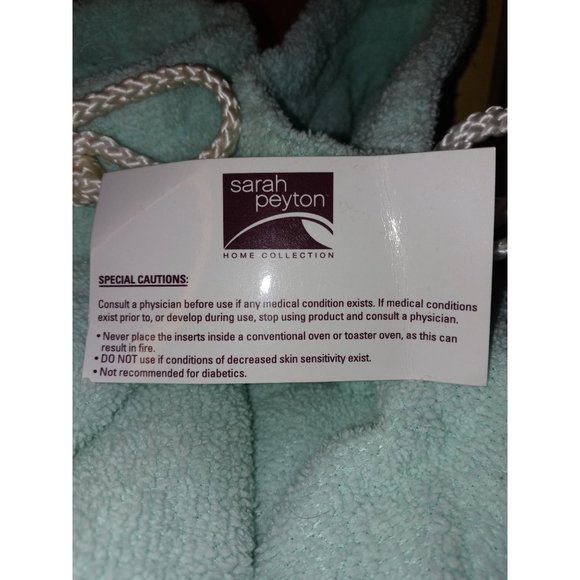 sarah
peyton
HOME COLLECTION
SPECIAL CAUTIONS:
Consult a physician before use if any medical condition exists. If medical conditions
exist prior to, or develop during use, stop using product and consult a physician.
• Never place the inserts inside a conventional oven or toaster oven, as this can
result in fire.
• DO NOT use if conditions of decreased skin sensitivity exist.
• Not recommended for diabetics.